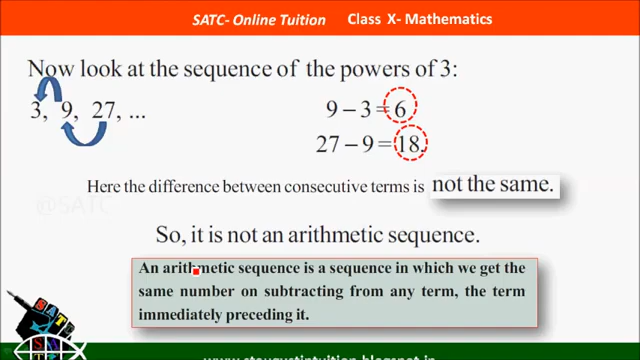 SATC- Online Tuition Class X- Mathematics
Now look at the sequence of the powers of 3:
3, 9, 27, ...
9 – 3 = 6
27 – 9 = 18.
Here the difference between consecutive terms is not the same.
@SATC
So, it is not an arithmetic sequence.
An arithmetic sequence is a sequence in which we get the
same number on subtracting from any term, the term
immediately preceding it.
SATC